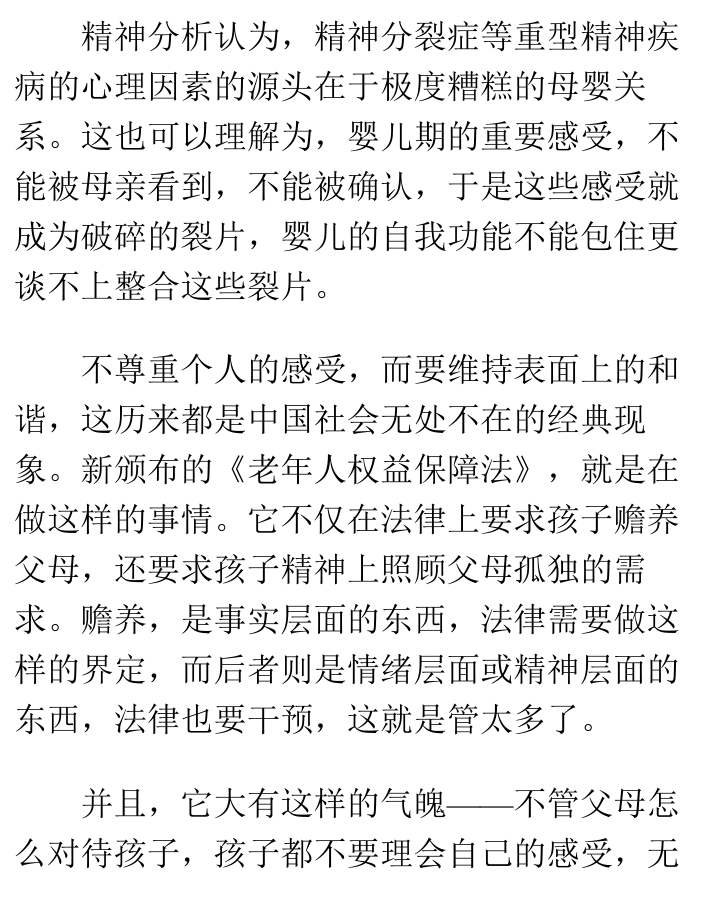 精神分析认为，精神分裂症等重型精神疾
病的心理因素的源头在于极度糟糕的母婴关
系。这也可以理解为，婴儿期的重要感受，不
能被母亲看到，不能被确认，于是这些感受就
成为破碎的裂片，婴儿的自我功能不能包住更
谈不上整合这些裂片。
不尊重个人的感受，而要维持表面上的和
谐，这历来都是中国社会无处不在的经典现
象。新颁布的《老年人权益保障法》，就是在
做这样的事情。它不仅在法律上要求孩子赡养
父母，还要求孩子精神上照顾父母孤独的需
求。赡养，是事实层面的东西，法律需要做这
样的界定，而后者则是情绪层面或精神层面的
东西，法律也要干预，这就是管太多了。
并且，它大有这样的气魄——不管父母怎
么对待孩子，孩子都不要理会自己的感受，无